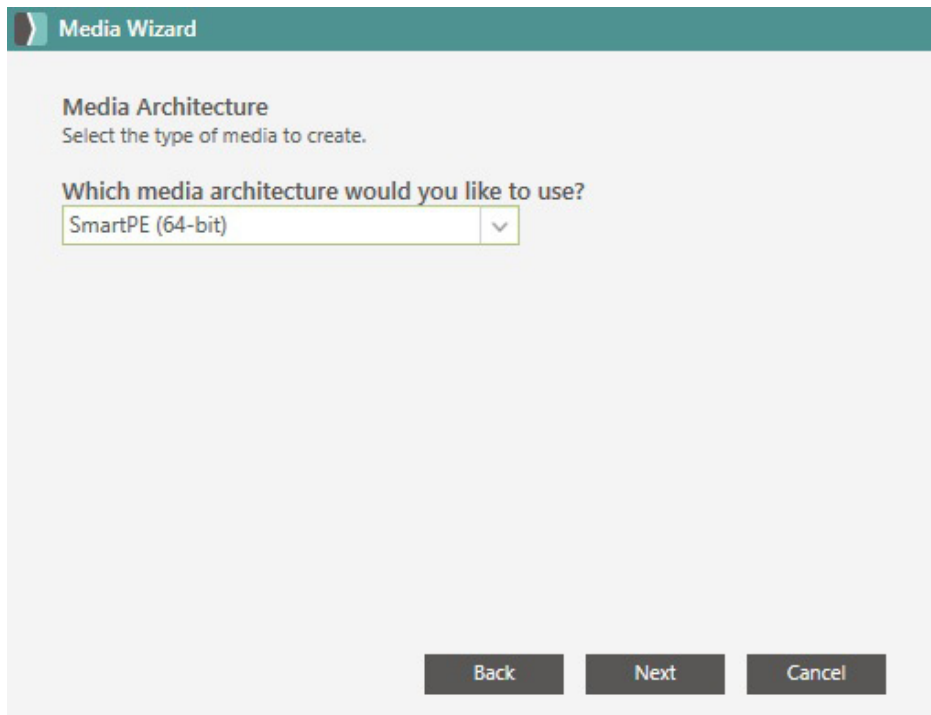 Media Wizard
Media Architecture
Select the type of media to create.
Which media architecture would you like to use?
SmartPE (64-bit)
Back Next Cancel